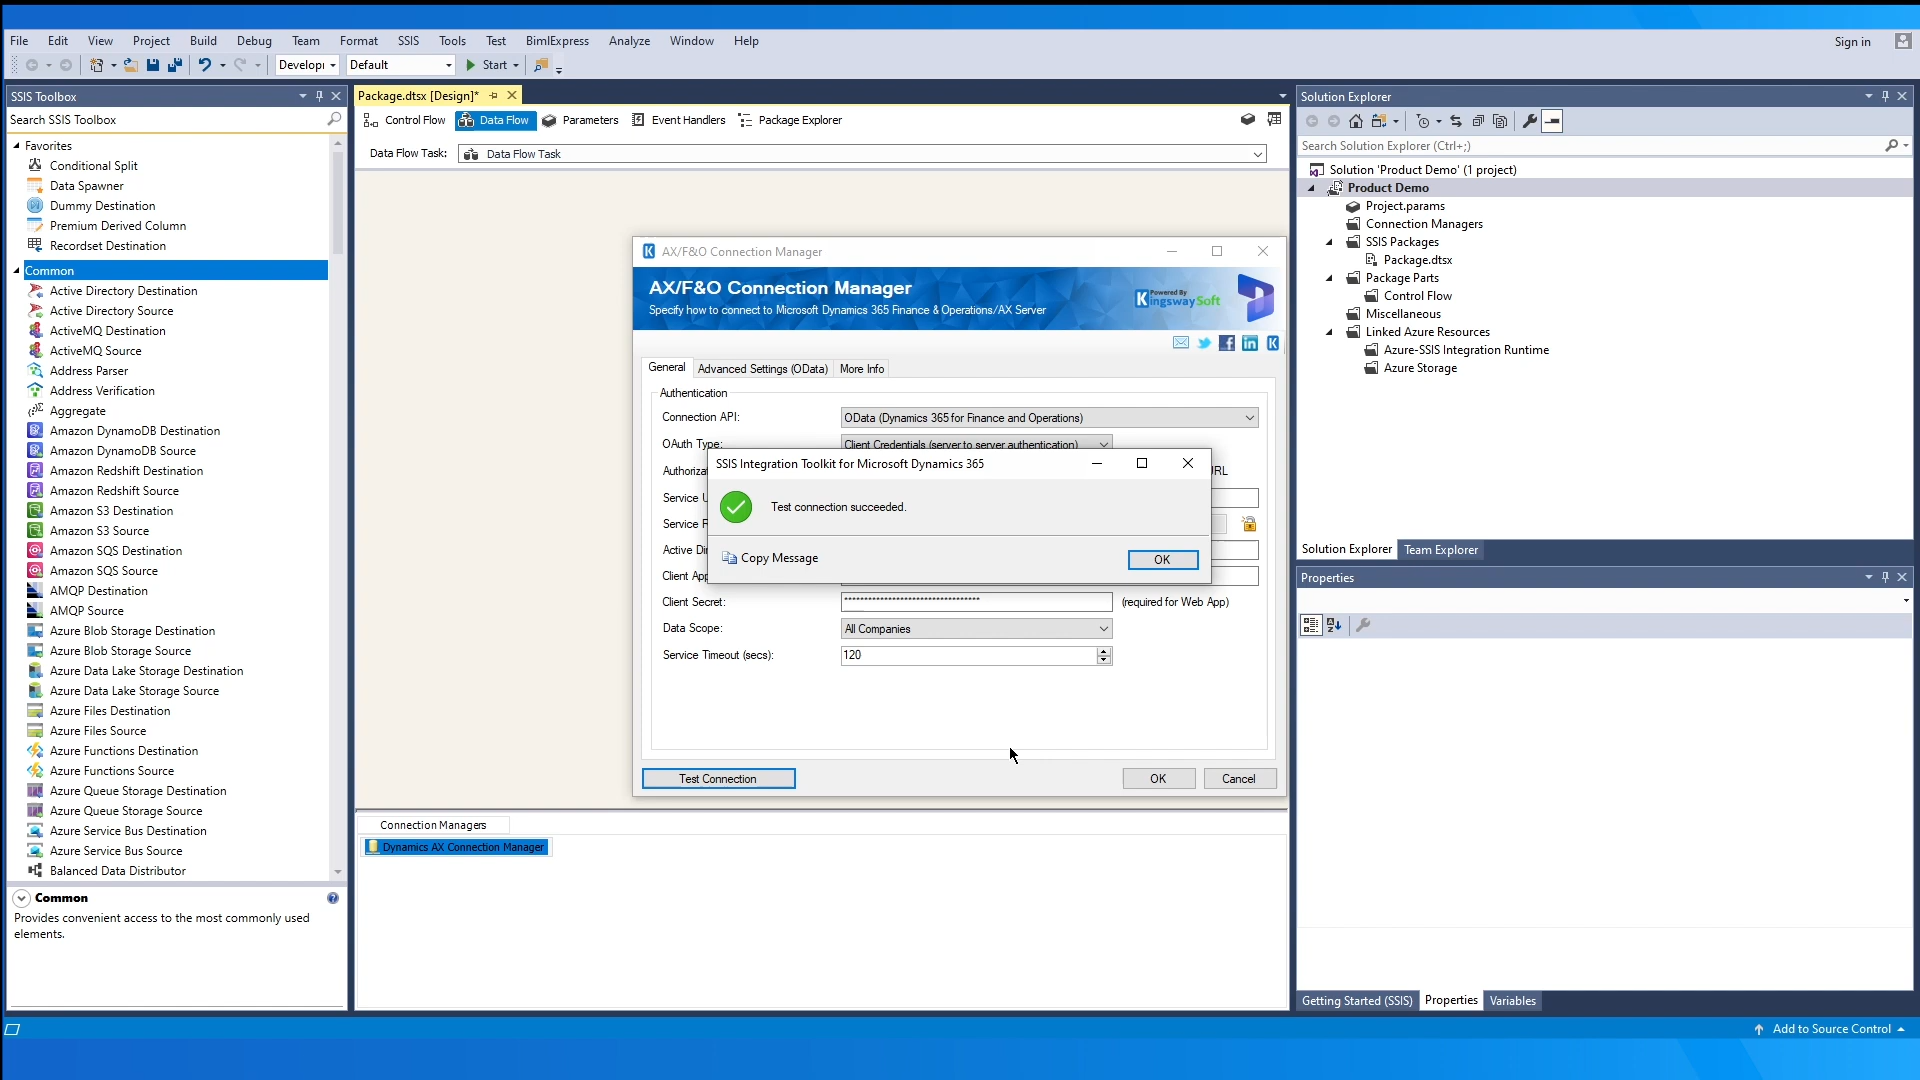 File Edit View Project Build Debug Team Format SSIS Tools Test BimlExpress Analyze Window Help
Sign in
Default
Start
SSIS Toolbox
Search SSIS Toolbox
Favorites
Conditional Split
Data Spawner
Dummy Destination
Premium Derived Column
Recordset Destination
Common
Active Directory Destination
Active Directory Source
ActiveMQ Destination
ActiveMQ Source
Address Parser
Address Verification
Aggregate
Amazon DynamoDB Destination
Amazon DynamoDB Source
Amazon Redshift Destination
Amazon Redshift Source
Amazon S3 Destination
Amazon S3 Source
Amazon SQS Destination
Amazon SQS Source
AMQP Destination
AMQP Source
Azure Blob Storage Destination
Azure Blob Storage Source
Azure Data Lake Storage Destination
Azure Data Lake Storage Source
Azure Files Destination
Azure Files Source
Azure Functions Destination
Azure Functions Source
Azure Queue Storage Destination
Azure Queue Storage Source
Azure Service Bus Destination
Azure Service Bus Source
Balanced Data Distributor
Common
Provides convenient access to the most commonly used
elements.
Package.dtsx [Design]*
Control Flow Data Flow Parameters Event Handlers Package Explorer
Data Flow Task: Data Flow Task
AX/F&O Connection Manager
AX/F&O Connection Manager
Specify how to connect to Microsoft Dynamics 365 Finance & Operations/AX Server
Powered By
KingswaySoft
General Advanced Settings (OData) More Info
Authentication
Connection API: OData (Dynamics 365 for Finance and Operations)
OAuth Type: Client Credentials (server to server authentication)
SSIS Integration Toolkit for Microsoft Dynamics 365
Test connection succeeded.
Copy Message
OK
Client Secret: ********************************** (required for Web App)
Data Scope: All Companies
Service Timeout (secs): 120
Test Connection OK Cancel
Connection Managers
Dynamics AX Connection Manager
Solution Explorer
Search Solution Explorer (Ctrl+;)
Solution 'Product Demo' (1 project)
Product Demo
Project.params
Connection Managers
SSIS Packages
Package.dtsx
Package Parts
Control Flow
Miscellaneous
Linked Azure Resources
Azure-SSIS Integration Runtime
Azure Storage
Solution Explorer Team Explorer
Properties
Getting Started (SSIS) Properties Variables
Add to Source Control